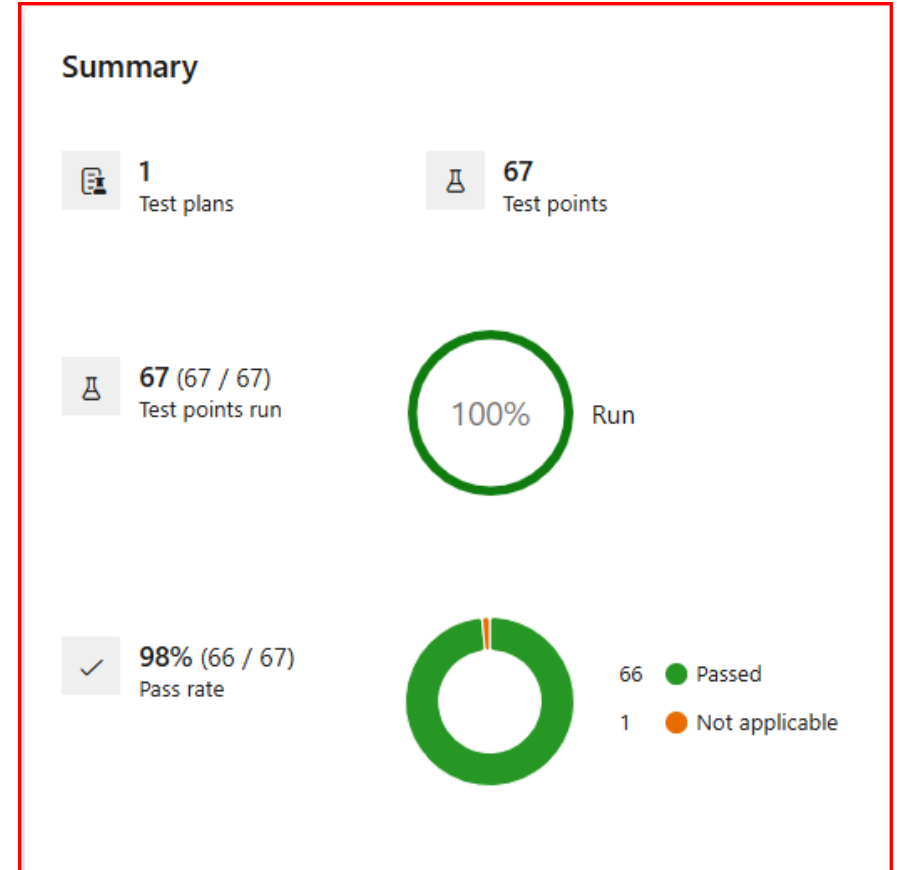 Summary
1
Test plans
67
Test points
67 (67 / 67)
Test points run
100%
Run
98% (66 / 67)
Pass rate
66 Passed
1 Not applicable